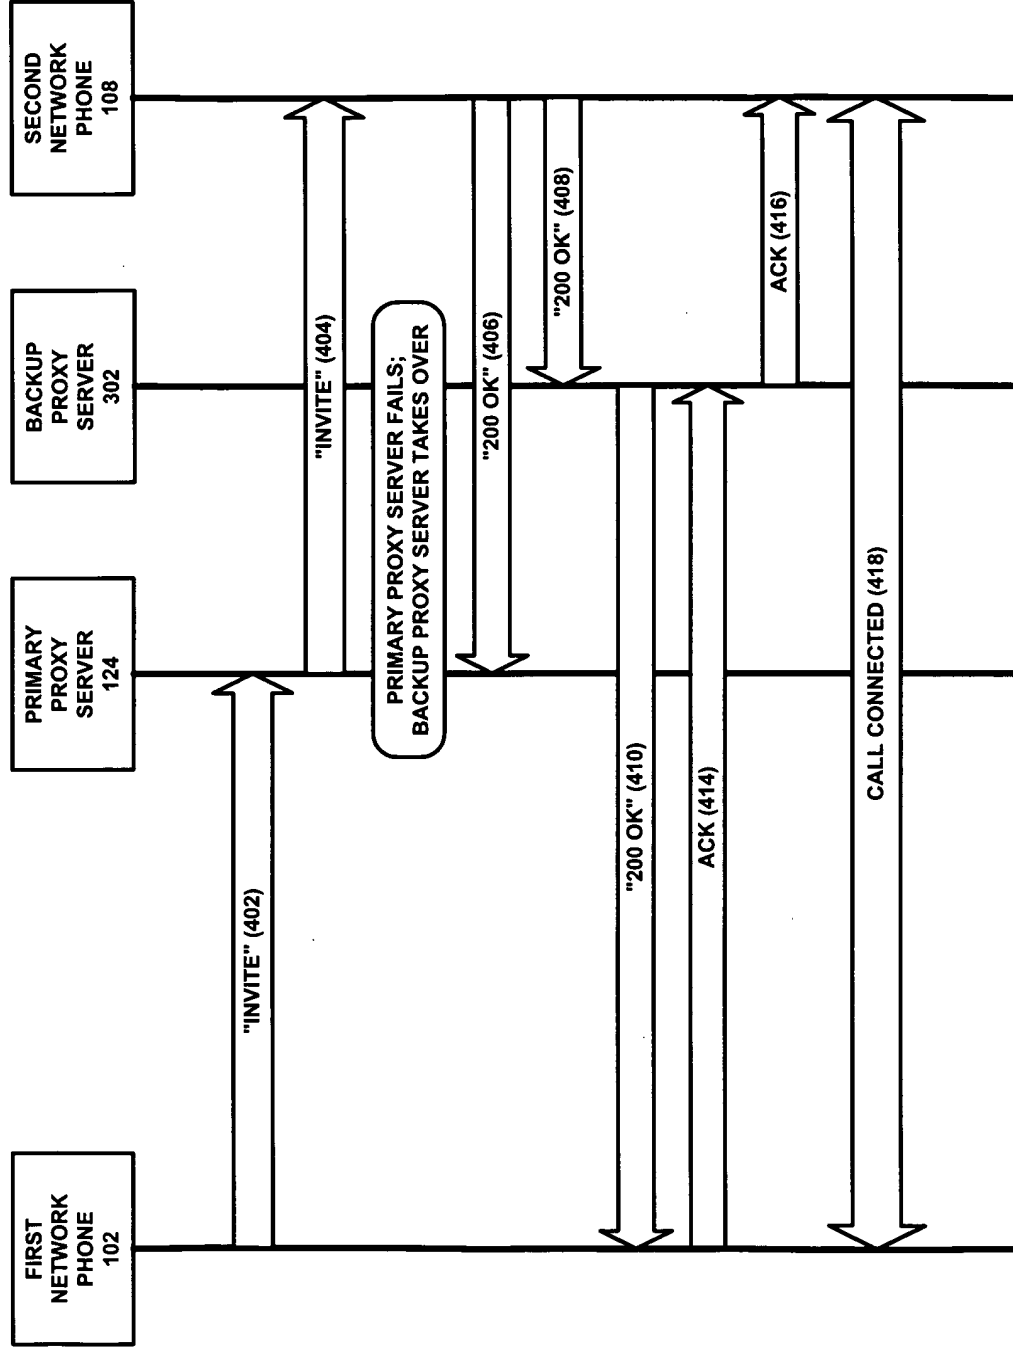 FIRST
NETWORK
PHONE
102
PRIMARY
PROXY
SERVER
124
BACKUP
PROXY
SERVER
302
SECOND
NETWORK
PHONE
108
"INVITE" (402)
"INVITE" (404)
PRIMARY PROXY SERVER FAILS;
BACKUP PROXY SERVER TAKES OVER
"200 OK" (406)
"200 OK" (408)
"200 OK" (410)
ACK (414)
ACK (416)
CALL CONNECTED (418)